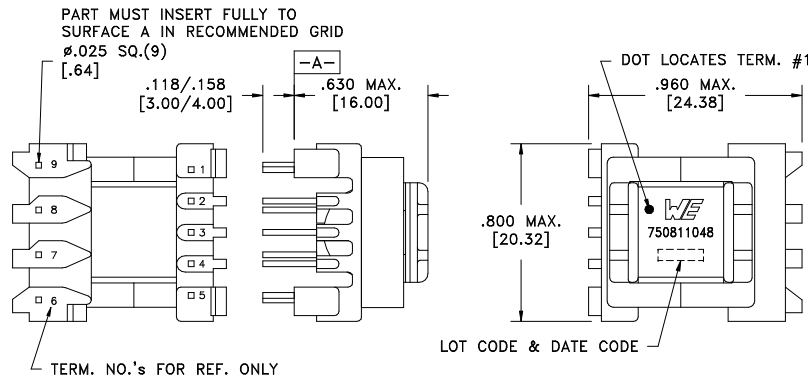 PART MUST INSERT FULLY TO
SURFACE A IN RECOMMENDED GRID
ø.025 SQ.(9)
[.64]
.118/.158
[3.00/4.00]
-A-
.630 MAX.
[16.00]
DOT LOCATES TERM. #1
.960 MAX.
[24.38]
9
1
8
2
3
7
4
6
5
.800 MAX.
[20.32]
WE
750811048
LOT CODE & DATE CODE
TERM. NO.'s FOR REF. ONLY